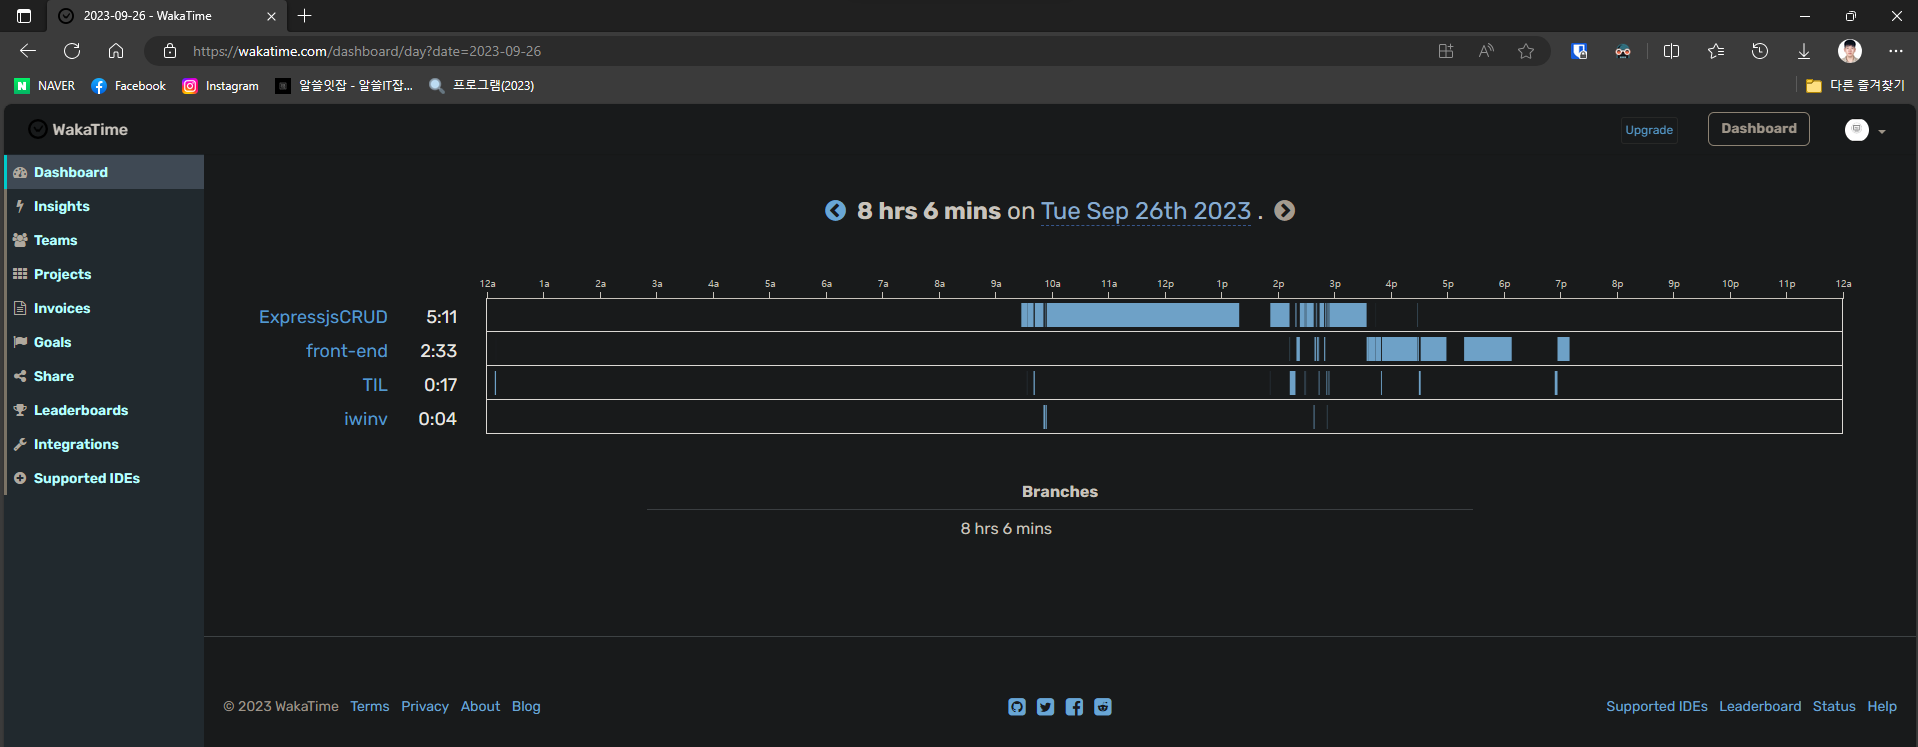 2023-09-26 - WakaTime
https://wakatime.com/dashboard/day?date=2023-09-26
NAVER Facebook Instagram 알쓸잇잡 - 알쓸IT잡... 프로그램(2023) 다른 즐겨찾기
WakaTime Upgrade Dashboard
Dashboard
Insights
Teams
Projects
Invoices
Goals
Share
Leaderboards
Integrations
Supported IDEs
8 hrs 6 mins on Tue Sep 26th 2023 .
12a 1a 2a 3a 4a 5a 6a 7a 8a 9a 10a 11a 12p 1p 2p 3p 4p 5p 6p 7p 8p 9p 10p 11p 12a
ExpressjsCRUD 5:11
front-end 2:33
TIL 0:17
iwinv 0:04
Branches
8 hrs 6 mins
© 2023 WakaTime Terms Privacy About Blog Supported IDEs Leaderboard Status Help